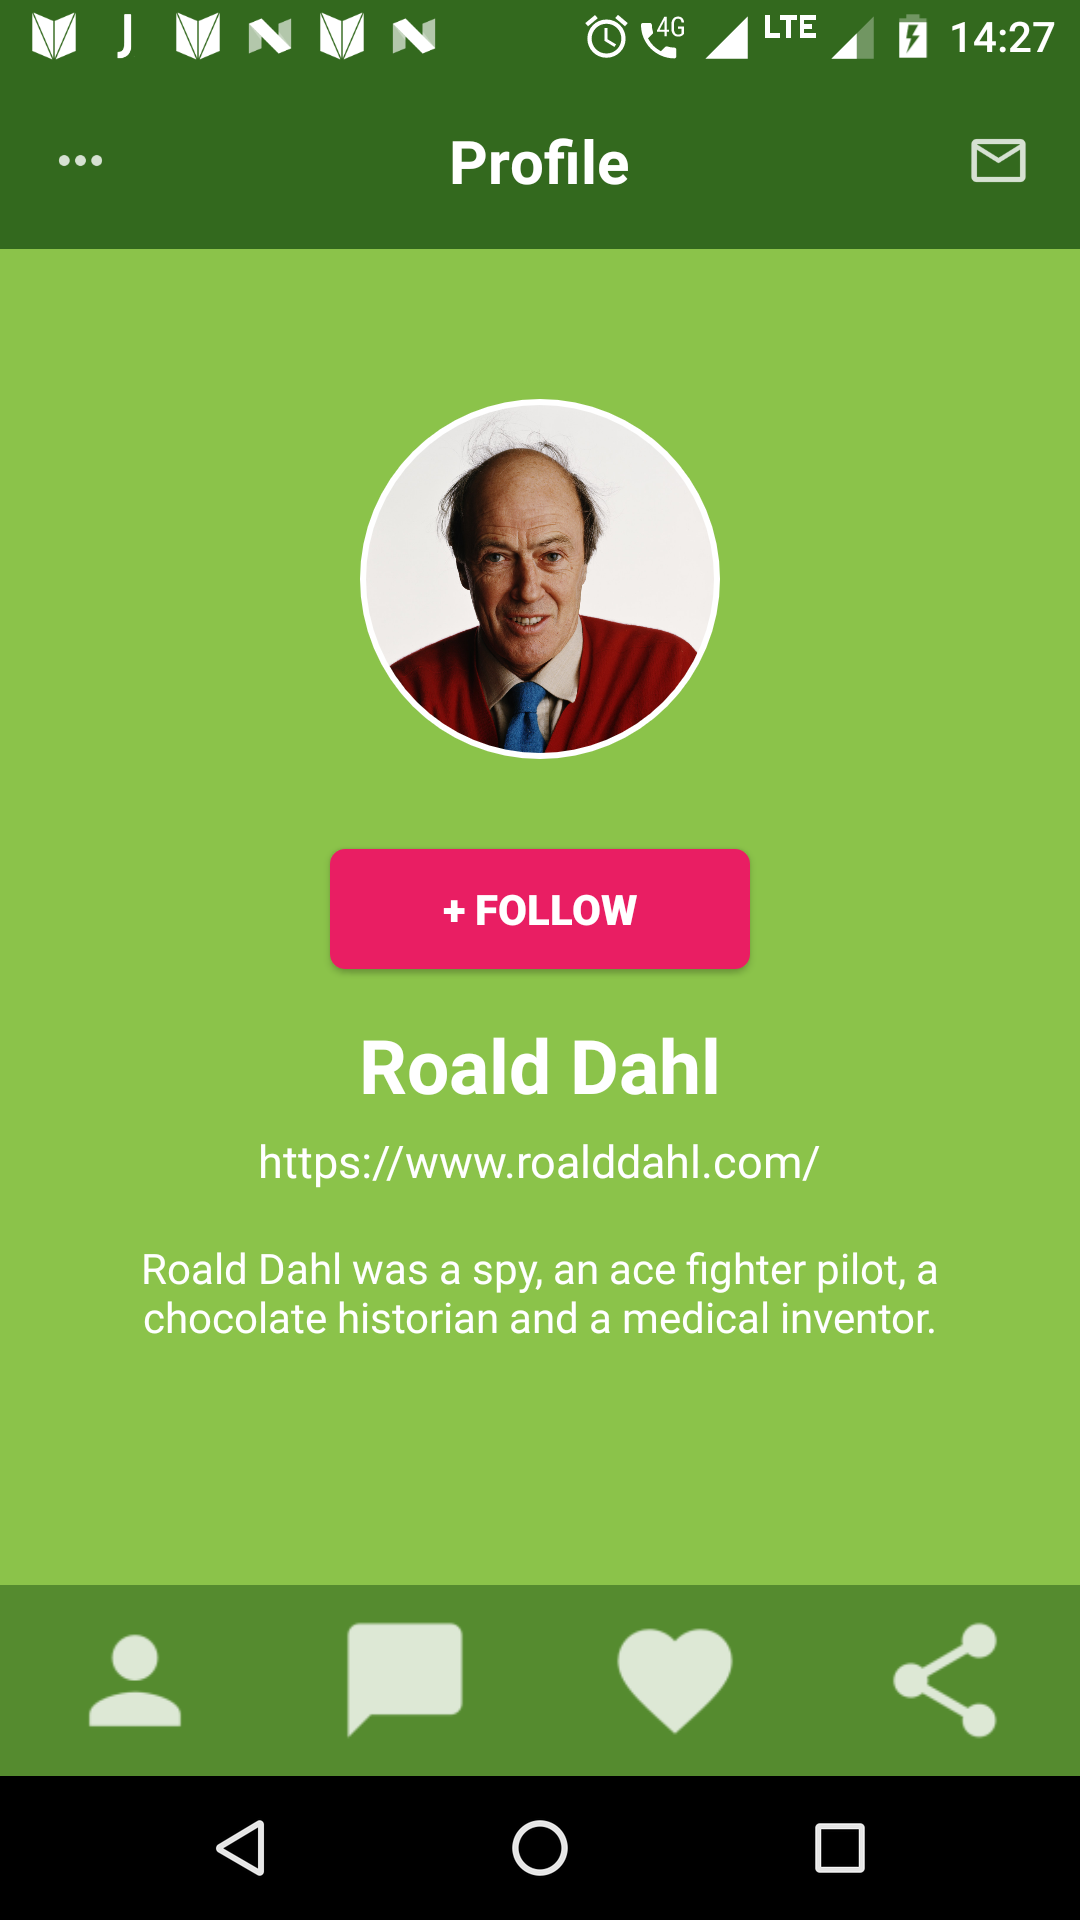 4G LTE 14:27
Profile
+ FOLLOW
Roald Dahl
https://www.roalddahl.com/
Roald Dahl was a spy, an ace fighter pilot, a
chocolate historian and a medical inventor.